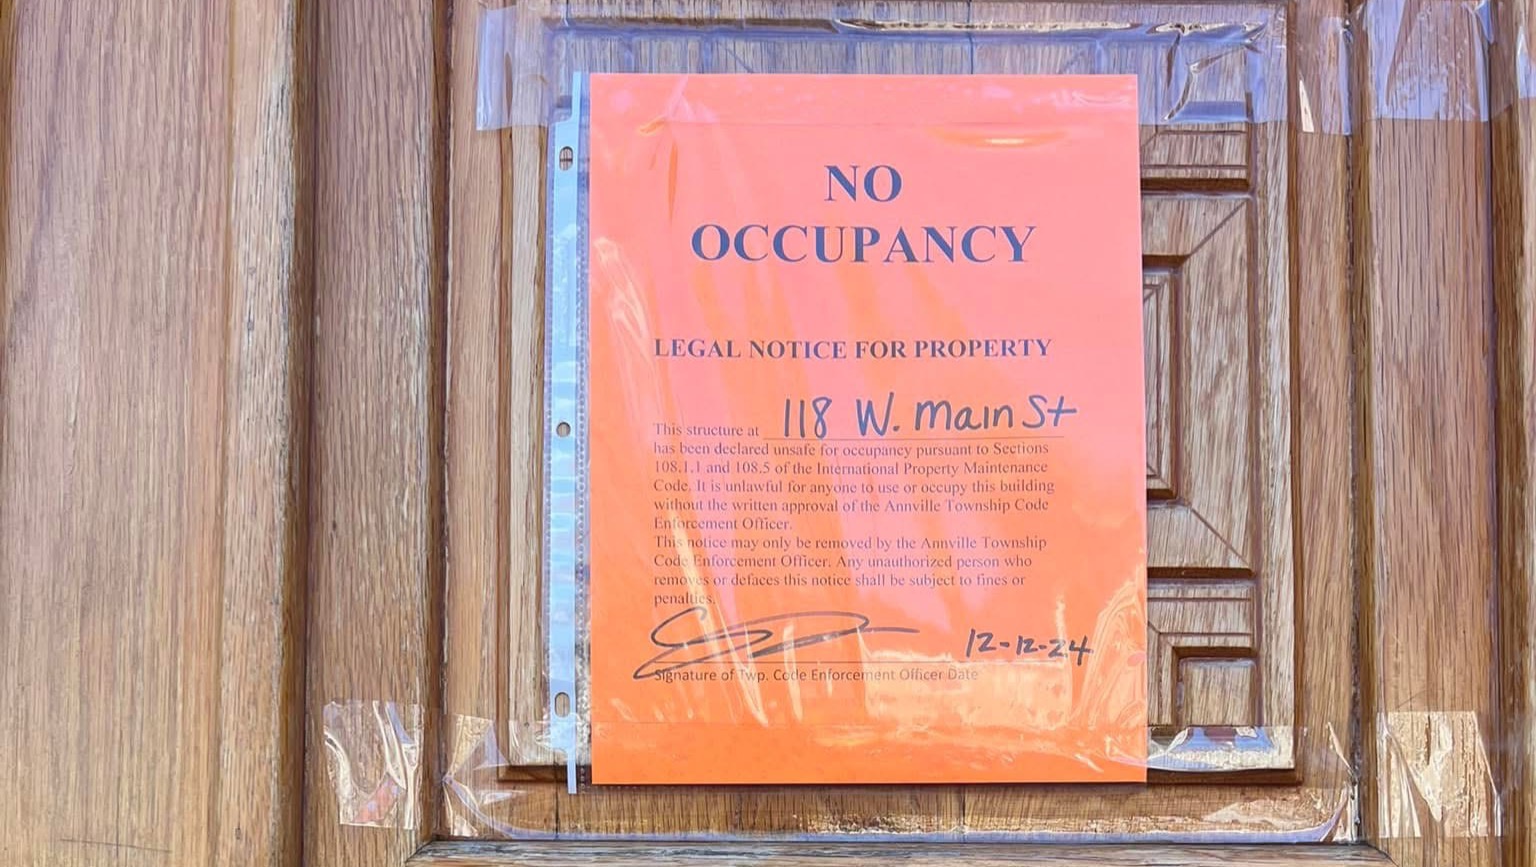 NO
OCCUPANCY
LEGAL NOTICE FOR PROPERTY
This structure at 118 W. Main St
has been declared unsafe for occupancy pursuant to Sections
108.1.1 and 108.5 of the International Property Maintenance
Code. It is unlawful for anyone to use or occupy this building
without the written approval of the Annville Township Code
Enforcement Officer.
This notice may only be removed by the Annville Township
Code Enforcement Officer. Any unauthorized person who
removes or defaces this notice shall be subject to fines or
penalties.
12-12-24
Signature of Twp. Code Enforcement Officer Date